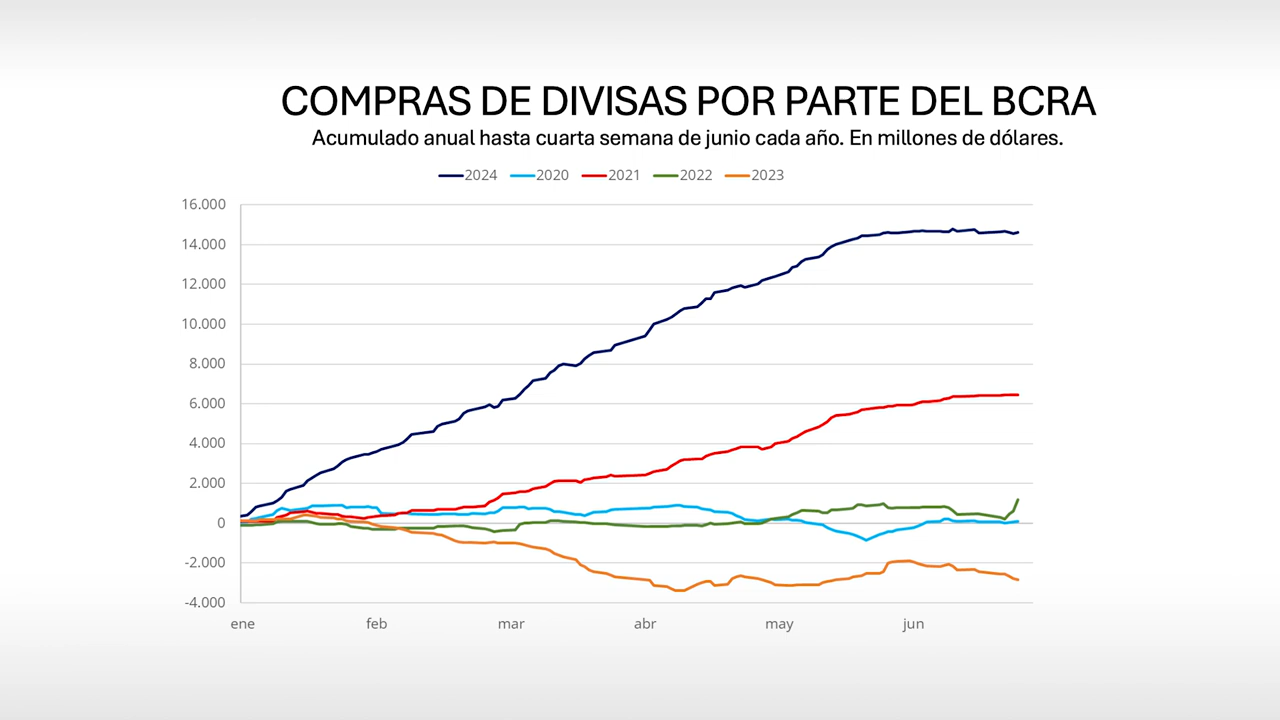 COMPRAS DE DIVISAS POR PARTE DEL BCRA
Acumulado anual hasta cuarta semana de junio cada año. En millones de dólares.
2024 2020 2021 2022 2023
16.000
14.000
12.000
10.000
8.000
6.000
4.000
2.000
0
-2.000
-4.000
ene feb mar abr may jun